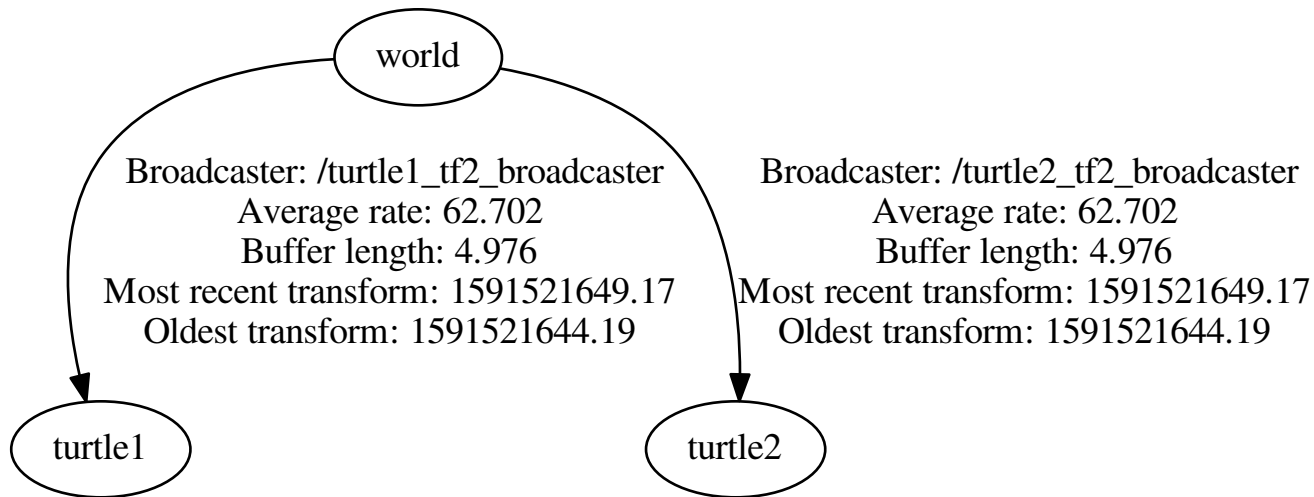 world
Broadcaster: /turtle1_tf2_broadcaster
Average rate: 62.702
Buffer length: 4.976
Most recent transform: 1591521649.17
Oldest transform: 1591521644.19
Broadcaster: /turtle2_tf2_broadcaster
Average rate: 62.702
Buffer length: 4.976
Most recent transform: 1591521649.17
Oldest transform: 1591521644.19
turtle1
turtle2